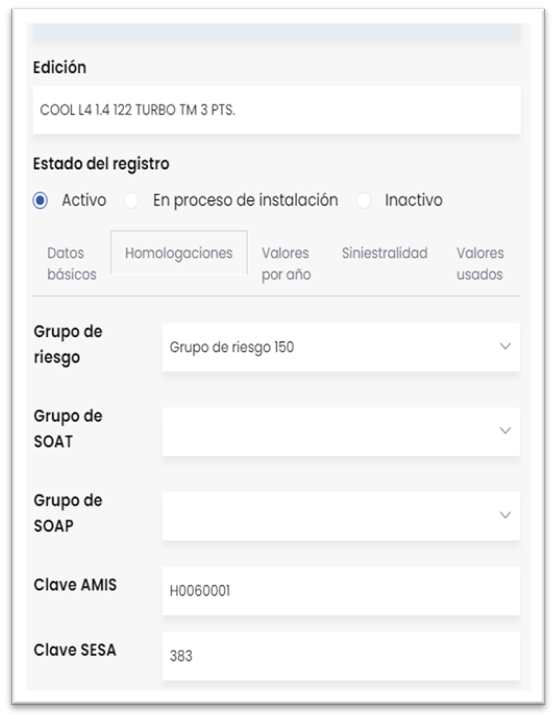 Edición
COOL L4 1.4 122 TURBO TM 3 PTS.
Estado del registro
Activo En proceso de instalación Inactivo
Datos básicos
Homologaciones
Valores por año
Siniestralidad
Valores usados
Grupo de riesgo
Grupo de riesgo 150
Grupo de SOAT
Grupo de SOAP
Clave AMIS
H0060001
Clave SESA
383